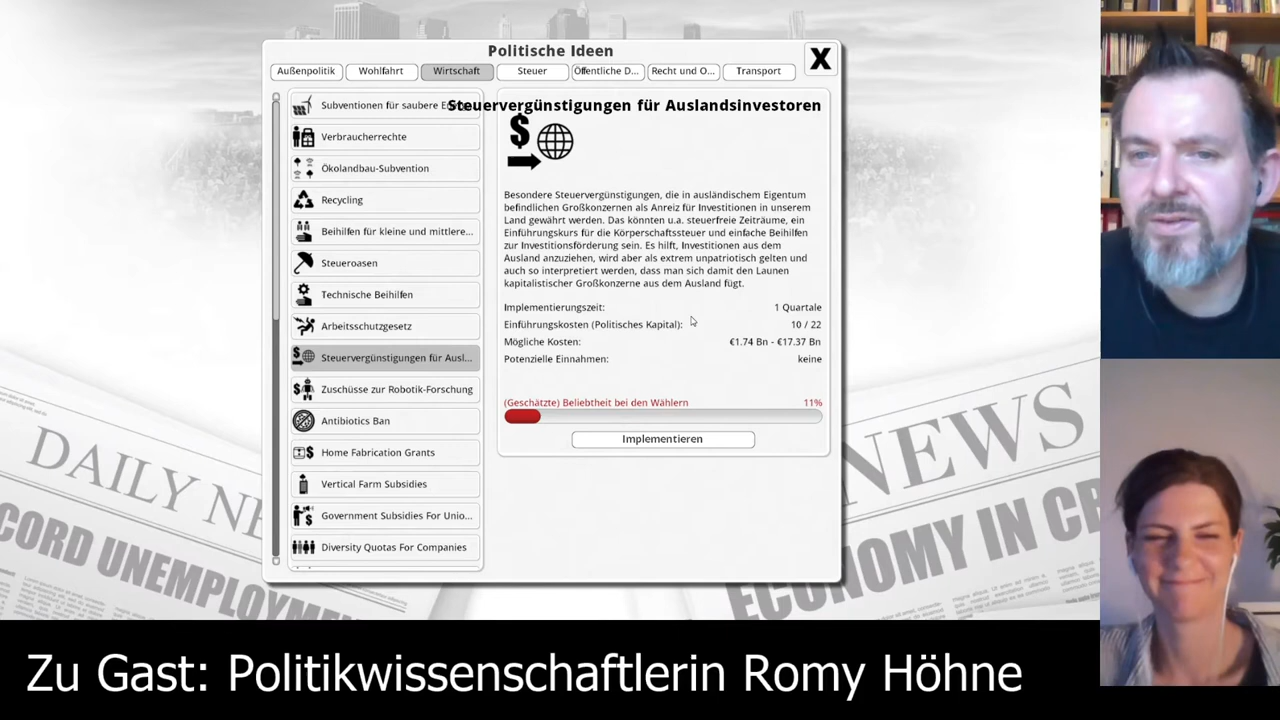 Politische Ideen
X
Außenpolitik
Wohlfahrt
Wirtschaft
Steuer
Öffentliche D...
Recht und O...
Transport
Subventionen für saubere
Verbraucherrechte
Ökolandbau-Subvention
Recycling
Beihilfen für kleine und mittlere...
Steueroasen
Technische Beihilfen
Arbeitsschutzgesetz
Steuervergünstigungen für Ausl...
Zuschüsse zur Robotik-Forschung
Antibiotics Ban
Home Fabrication Grants
Vertical Farm Subsidies
Government Subsidies For Unio...
Diversity Quotas For Companies
Steuervergünstigungen für Auslandsinvestoren
Besondere Steuervergünstigungen, die in ausländischem Eigentum
befindlichen Großkonzernen als Anreiz für Investitionen in unserem
Land gewährt werden. Das könnten u.a. steuerfreie Zeiträume, ein
Einführungskurs für die Körperschaftssteuer und einfache Beihilfen
zur Investitionsförderung sein. Es hilft, Investitionen aus dem
Ausland anzuziehen, wird aber als extrem unpatriotisch gelten und
auch so interpretiert werden, dass man sich damit den Launen
kapitalistischer Großkonzerne aus dem Ausland fügt.
Implementierungszeit: 1 Quartale
Einführungskosten (Politisches Kapital): 10 / 22
Mögliche Kosten: €1.74 Bn - €17.37 Bn
Potenzielle Einnahmen: keine
(Geschätzte) Beliebtheit bei den Wählern 11%
Implementieren
DAILY NE
CORD UNEMPLOYME
NEWS
ECONOMY IN CR
Zu Gast: Politikwissenschaftlerin Romy Höhne